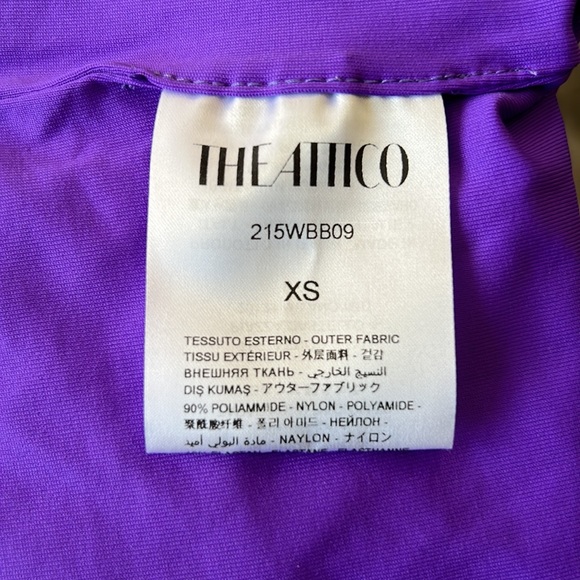 THE ATTICO
215WBB09
XS
TESSUTO ESTERNO - OUTER FABRIC
TISSU EXTÉRIEUR - 外层面料 - 겉감
ВНЕШНЯЯ ТКАНЬ - النسيج الخارجي -
DIŞ KUMAŞ - アウターファブリック
90% POLIAMMIDE - NYLON - POLYAMIDE -
聚酰胺纤维 - 폴리 아미드 - НЕЙЛОН -
مادة البولي أميد - NAYLON - ナイロン